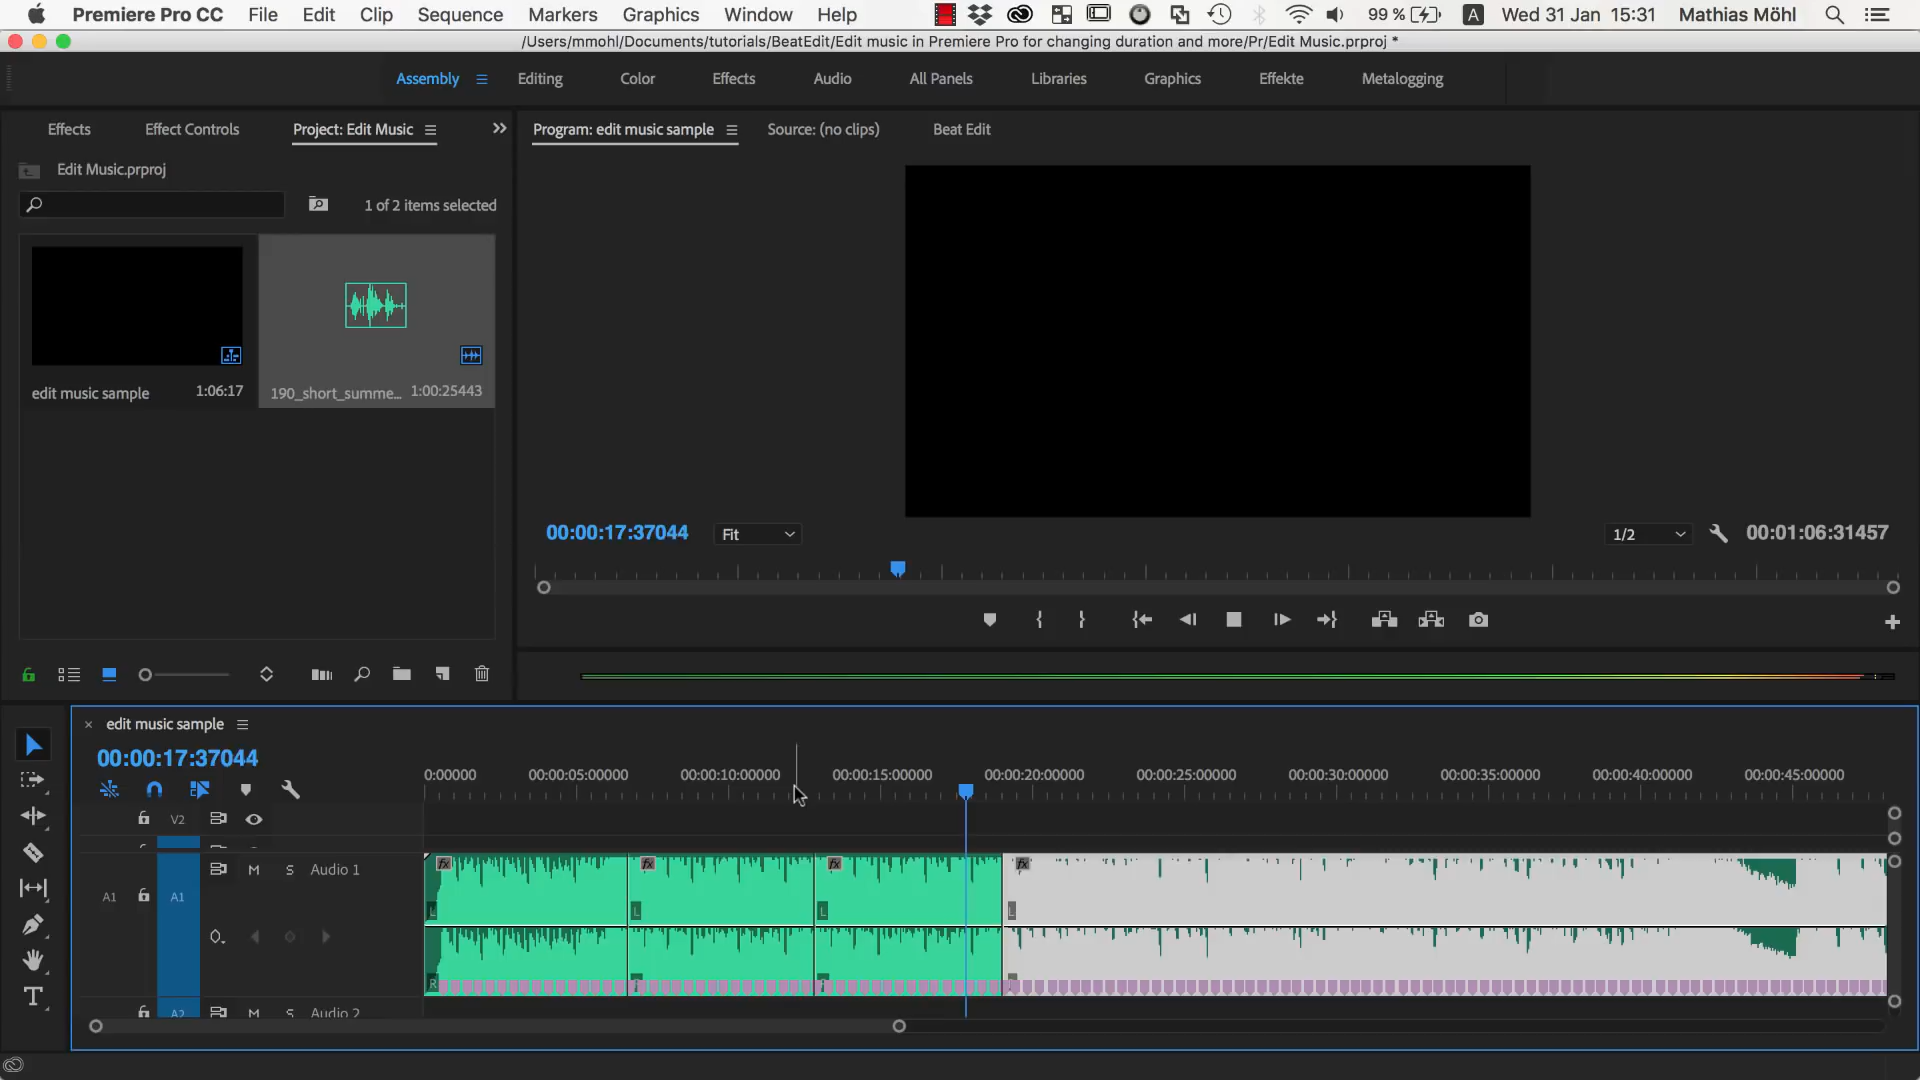 Premiere Pro CC File Edit Clip Sequence Markers Graphics Window Help 99 % A Wed 31 Jan 15:31 Mathias Möhl
/Users/mmohl/Documents/tutorials/BeatEdit/Edit music in Premiere Pro for changing duration and more/Pr/Edit Music.prproj *
Assembly Editing Color Effects Audio All Panels Libraries Graphics Effekte Metalogging
Effects Effect Controls Project: Edit Music
Program: edit music sample Source: (no clips) Beat Edit
Edit Music.prproj
1 of 2 items selected
edit music sample 1:06:17
190_short_summe... 1:00:25443
00:00:17:37044 Fit 1/2 00:01:06:31457
edit music sample
00:00:17:37044
0:00000 00:00:05:00000 00:00:10:00000 00:00:15:00000 00:00:20:00000 00:00:25:00000 00:00:30:00000 00:00:35:00000 00:00:40:00000 00:00:45:00000
V2
M S Audio 1
fx fx fx fx
A1 A1
L L L L
R
A2 M S Audio 2